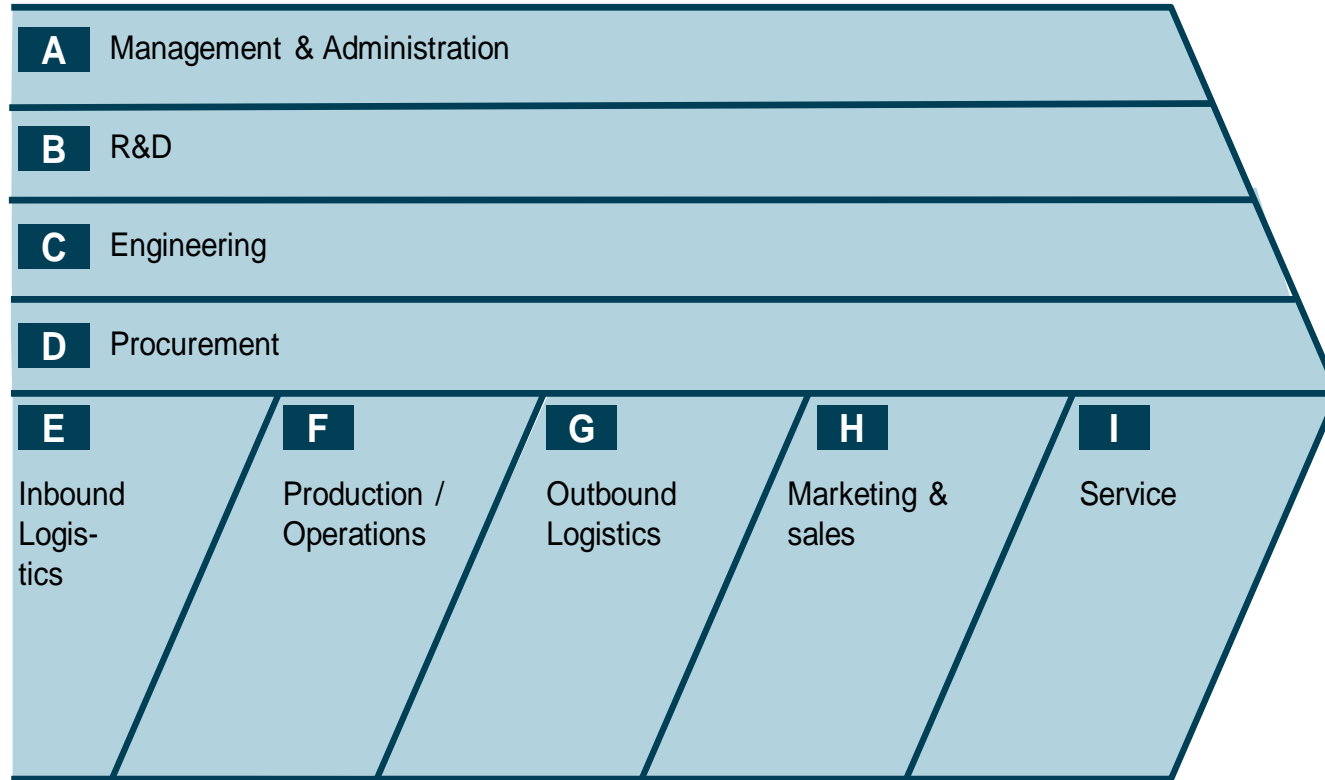 A Management & Administration
B R&D
C Engineering
D Procurement
E
Inbound
Logis-
tics
F
Production /
Operations
G
Outbound
Logistics
H
Marketing &
sales
I
Service